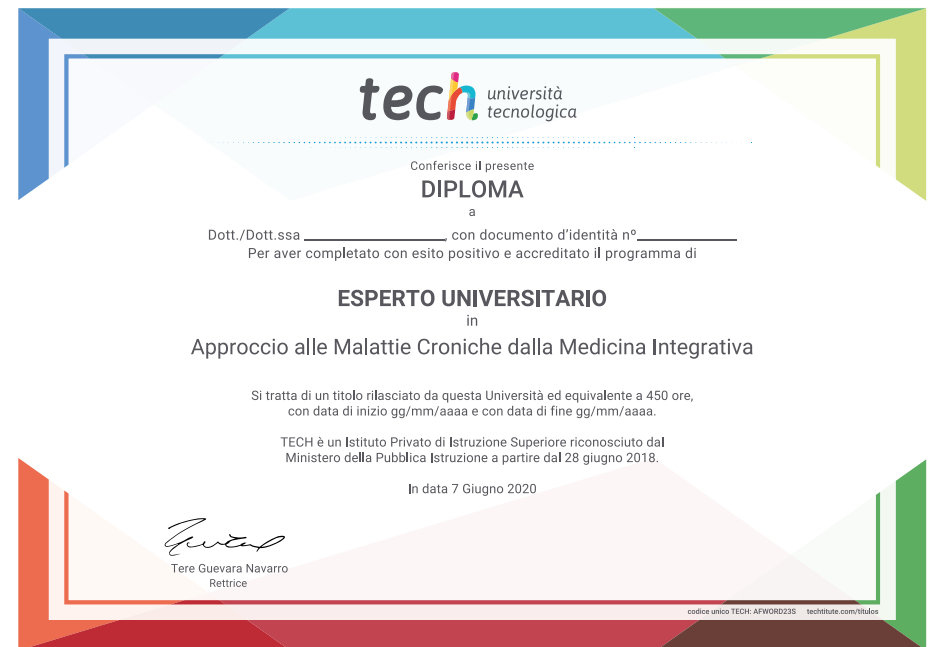 tech università
tecnologica
Conferisce il presente
DIPLOMA
a
Dott./Dott.ssa ____________________, con documento d'identità nº______________
Per aver completato con esito positivo e accreditato il programma di
ESPERTO UNIVERSITARIO
in
Approccio alle Malattie Croniche dalla Medicina Integrativa
Si tratta di un titolo rilasciato da questa Università ed equivalente a 450 ore,
con data di inizio gg/mm/aaaa e con data di fine gg/mm/aaaa.
TECH è un Istituto Privato di Istruzione Superiore riconosciuto dal
Ministero della Pubblica Istruzione a partire dal 28 giugno 2018.
In data 7 Giugno 2020
Tere Guevara Navarro
Rettrice
codice unico TECH: AFWORD23S techtitute.com/titulos